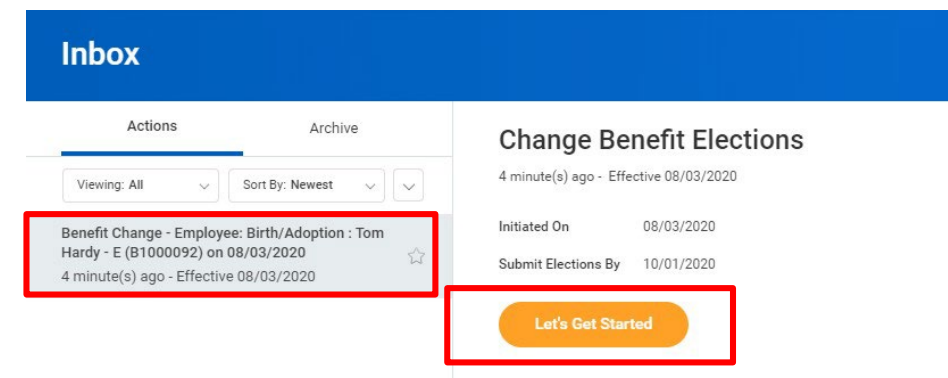 Inbox
Actions
Archive
Viewing: All
Sort By: Newest
Benefit Change - Employee: Birth/Adoption : Tom
Hardy - E (B1000092) on 08/03/2020
4 minute(s) ago - Effective 08/03/2020
Change Benefit Elections
4 minute(s) ago - Effective 08/03/2020
Initiated On 08/03/2020
Submit Elections By 10/01/2020
Let's Get Started